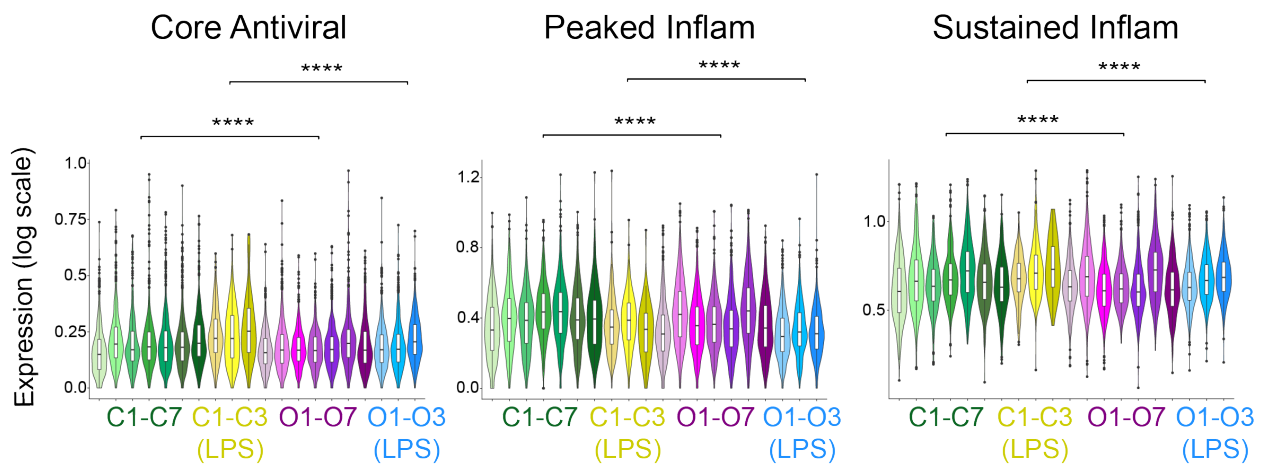 Core Antiviral
Peaked Inflam
Sustained Inflam
****
****
****
****
****
****
Expression (log scale)
1.0
0.75
0.5
0.25
0.0
1.2
0.8
0.4
0.0
1.0
0.5
C1-C7
C1-C3
(LPS)
O1-O7
O1-O3
(LPS)
C1-C7
C1-C3
(LPS)
O1-O7
O1-O3
(LPS)
C1-C7
C1-C3
(LPS)
O1-O7
O1-O3
(LPS)